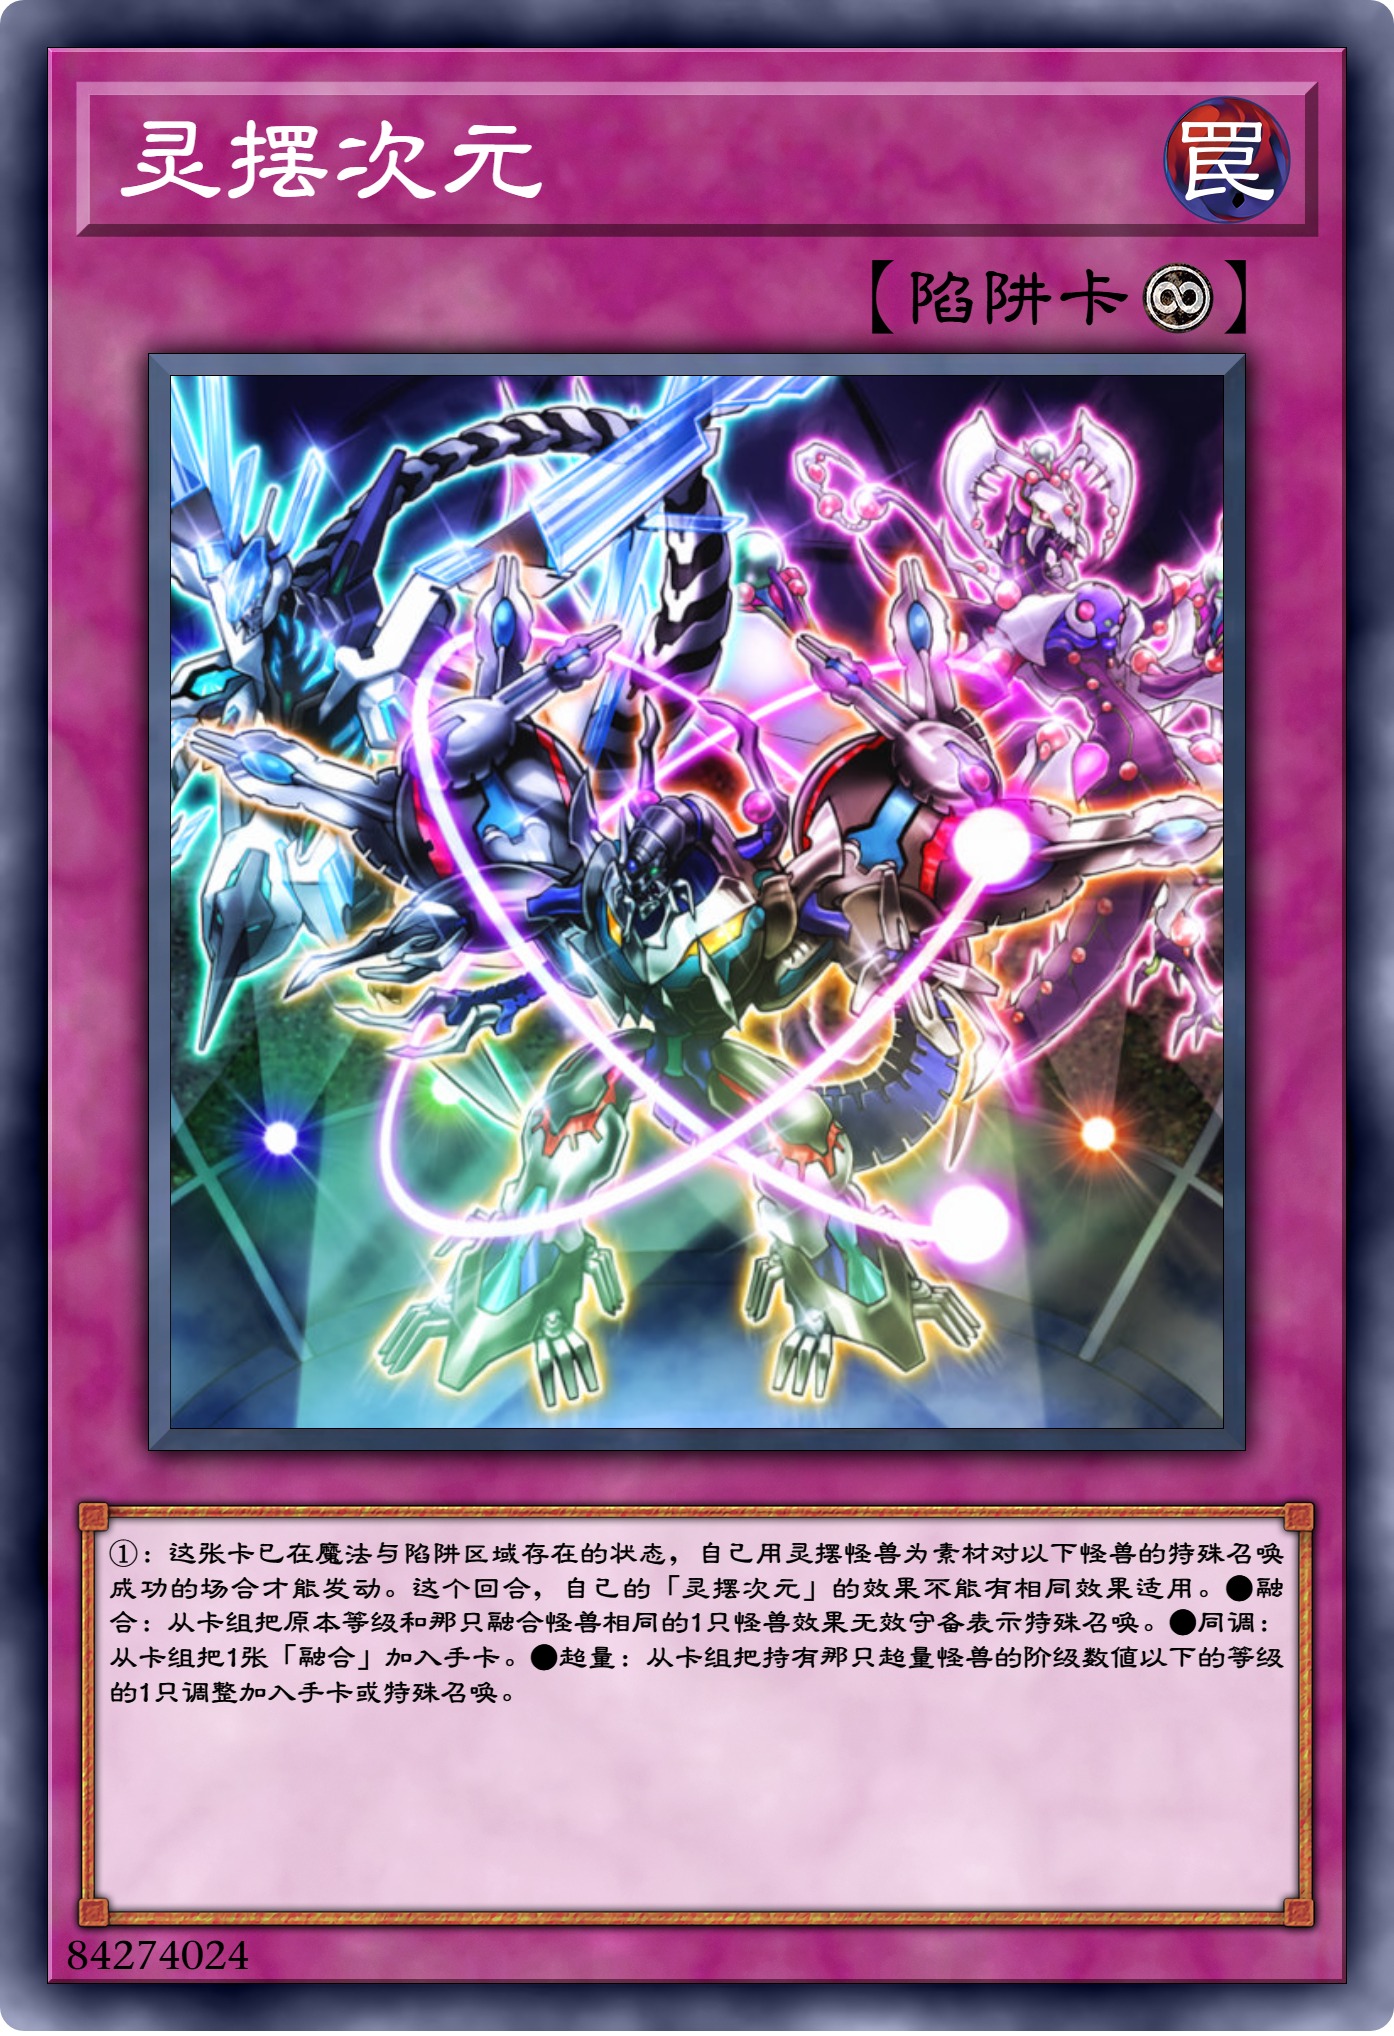 灵摆次元
罠
【陷阱卡】
①：这张卡已在魔法与陷阱区域存在的状态，自己用灵摆怪兽为素材对以下怪兽的特殊召唤
成功的场合才能发动。这个回合，自己的「灵摆次元」的效果不能有相同效果适用。●融
合：从卡组把原本等级和那只融合怪兽相同的1只怪兽效果无效守备表示特殊召唤。●同调：
从卡组把1张「融合」加入手卡。●超量：从卡组把持有那只超量怪兽的阶级数值以下的等级
的1只调整加入手卡或特殊召唤。
84274024